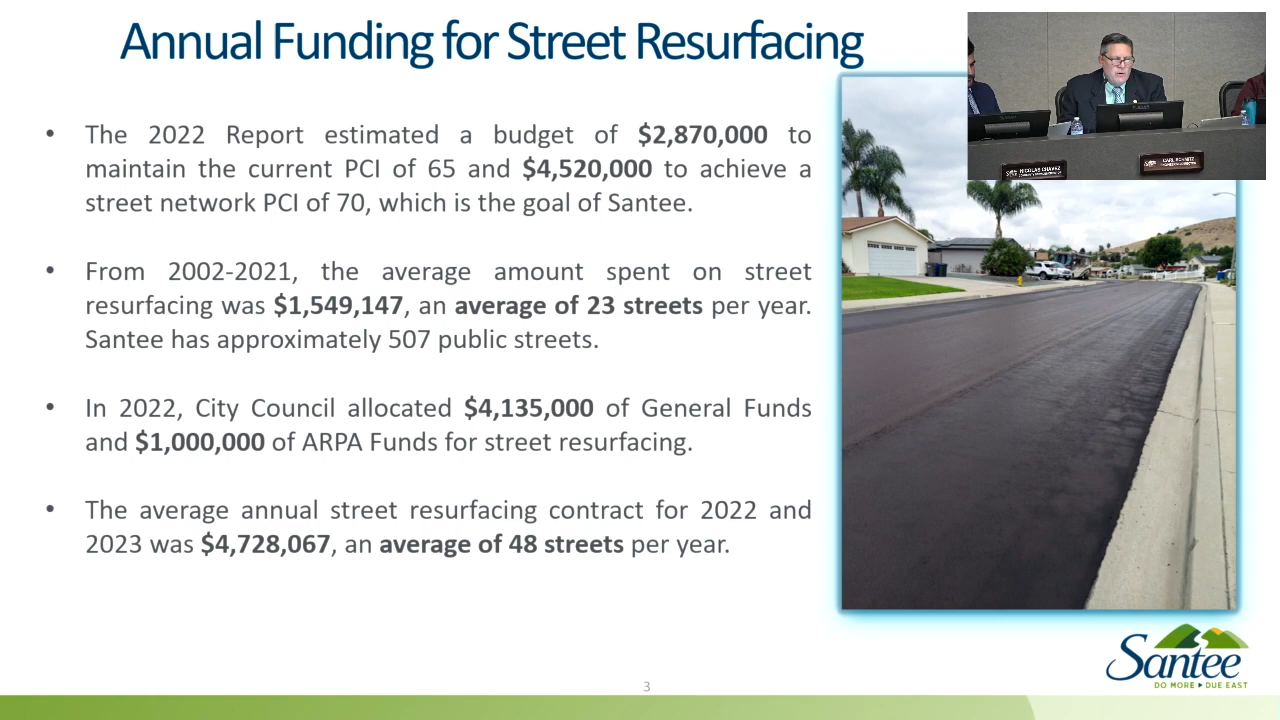 Annual Funding for Street Resurfacing
• The 2022 Report estimated a budget of $2,870,000 to
maintain the current PCI of 65 and $4,520,000 to achieve a
street network PCI of 70, which is the goal of Santee.
• From 2002-2021, the average amount spent on street
resurfacing was $1,549,147, an average of 23 streets per year.
Santee has approximately 507 public streets.
• In 2022, City Council allocated $4,135,000 of General Funds
and $1,000,000 of ARPA Funds for street resurfacing.
• The average annual street resurfacing contract for 2022 and
2023 was $4,728,067, an average of 48 streets per year.
NICOLAS CHAVEZ
CARL SCHMITZ
Santee
DO MORE ▸ DUE EAST
3